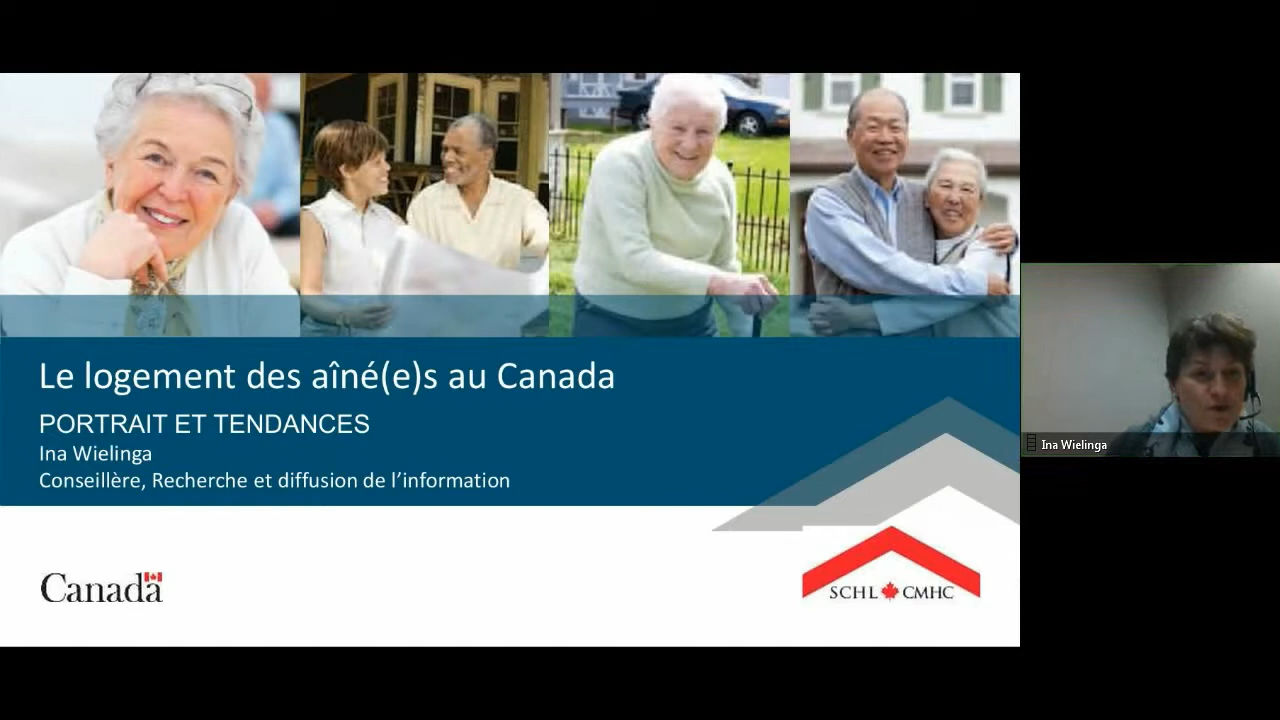 Le logement des aîné(e)s au Canada
PORTRAIT ET TENDANCES
Ina Wielinga
Conseillère, Recherche et diffusion de l’information
Canada
SCHL CMHC
Ina Wielinga